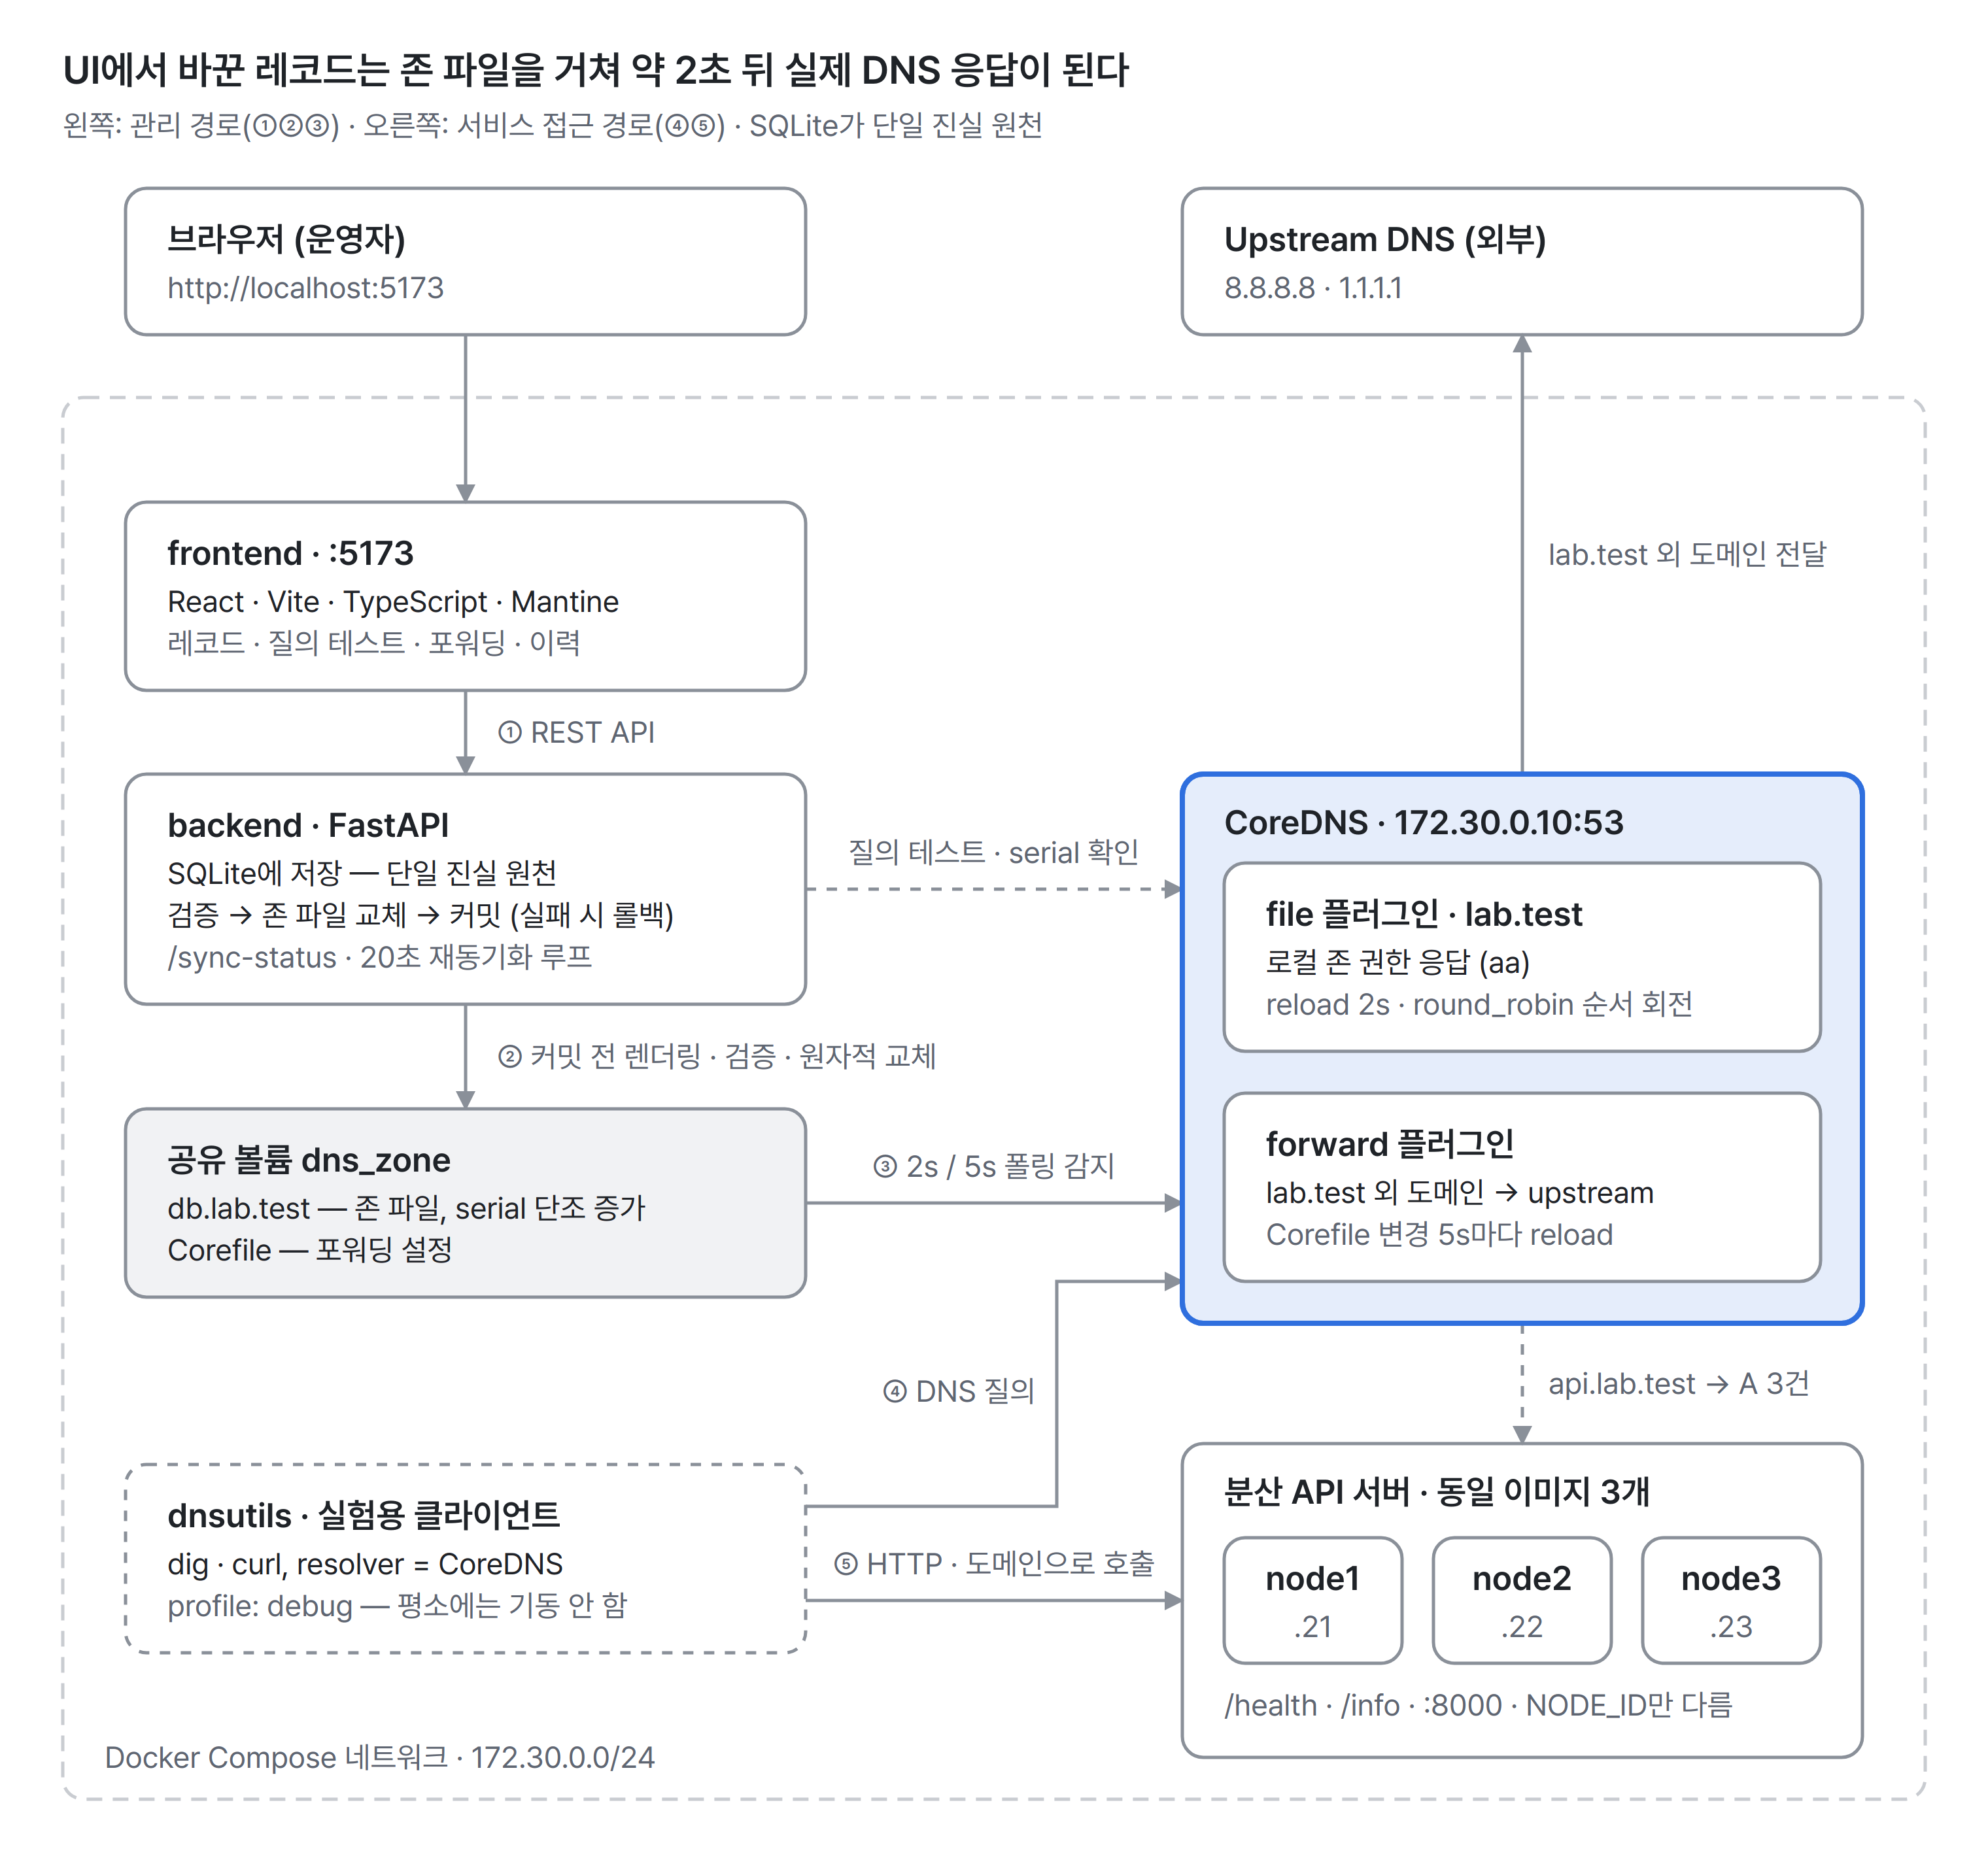 UI에서 바꾼 레코드는 존 파일을 거쳐 약 2초 뒤 실제 DNS 응답이 된다
왼쪽: 관리 경로(①②③) · 오른쪽: 서비스 접근 경로(④⑤) · SQLite가 단일 진실 원천
브라우저 (운영자)
http://localhost:5173
Upstream DNS (외부)
8.8.8.8 · 1.1.1.1
frontend · :5173
React · Vite · TypeScript · Mantine
레코드 · 질의 테스트 · 포워딩 · 이력
lab.test 외 도메인 전달
① REST API
backend · FastAPI
SQLite에 저장 — 단일 진실 원천
검증 → 존 파일 교체 → 커밋 (실패 시 롤백)
/sync-status · 20초 재동기화 루프
질의 테스트 · serial 확인
CoreDNS · 172.30.0.10:53
file 플러그인 · lab.test
로컬 존 권한 응답 (aa)
reload 2s · round_robin 순서 회전
② 커밋 전 렌더링 · 검증 · 원자적 교체
공유 볼륨 dns_zone
db.lab.test — 존 파일, serial 단조 증가
Corefile — 포워딩 설정
③ 2s / 5s 폴링 감지
forward 플러그인
lab.test 외 도메인 → upstream
Corefile 변경 5s마다 reload
④ DNS 질의
api.lab.test → A 3건
dnsutils · 실험용 클라이언트
dig · curl, resolver = CoreDNS
profile: debug — 평소에는 기동 안 함
⑤ HTTP · 도메인으로 호출
분산 API 서버 · 동일 이미지 3개
node1
.21
node2
.22
node3
.23
/health · /info · :8000 · NODE_ID만 다름
Docker Compose 네트워크 · 172.30.0.0/24